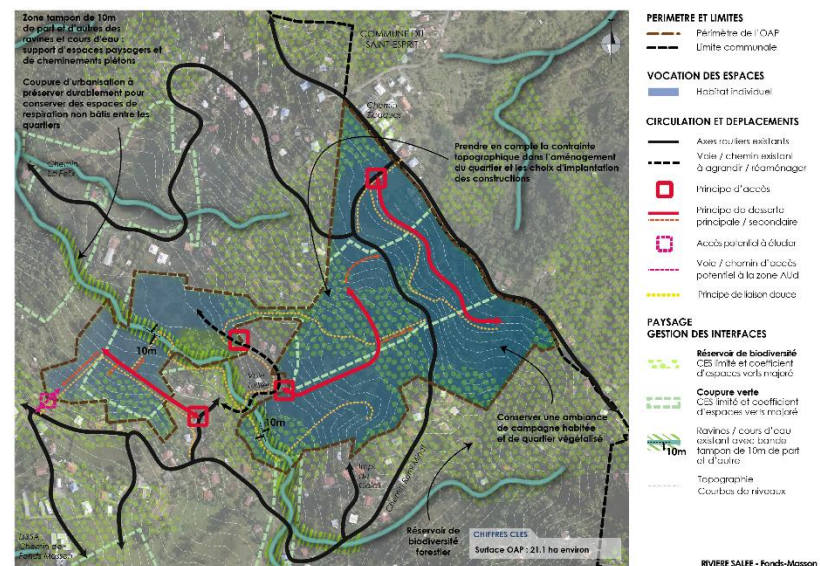 Zone tampon de 10m
de part et d'autres des
ravines et cours d'eau :
support d'espaces paysagers et
de cheminements piétons
Coupure d'urbanisation à
préserver durablement pour
conserver des espaces de
respiration non bâtis entre les
quartiers
COMMUNE DU
SAINT ESPRIT
Chemin
Prendre en compte la contrainte
topographique dans l'aménagement
du quartier et les choix d'implantation
des constructions
Chemin
La Feix
10m
10m
Conserver une ambiance
de campagne habitée
et de quartier végétalisé
Chemin
D35A
Chemin de
Fonds Masson
Réservoir de
biodiversité
forestier
CHIFFRES CLES
Surface OAP : 21.1 ha environ
PERIMETRE ET LIMITES
Périmètre de l'OAP
Limite communale
VOCATION DES ESPACES
Habitat individuel
CIRCULATION ET DEPLACEMENTS
Axes routiers existants
Voie / chemin existant
à agrandir / réaménager
Principe d'accès
Principe de desserte
principale / secondaire
Accès potentiel à étudier
Voie / chemin d'accès
potentiel à la zone AUd
Principe de liaison douce
PAYSAGE
GESTION DES INTERFACES
Réservoir de biodiversité
CES limité et coefficient
d'espaces verts majoré
Coupure verte
CES limité et coefficient
d'espaces verts majoré
Ravines / cours d'eau
existant avec bande
tampon de 10m de part
et d'autre
10m
Topographie
Courbes de niveaux
RIVIERE SALEE - Fonds-Masson